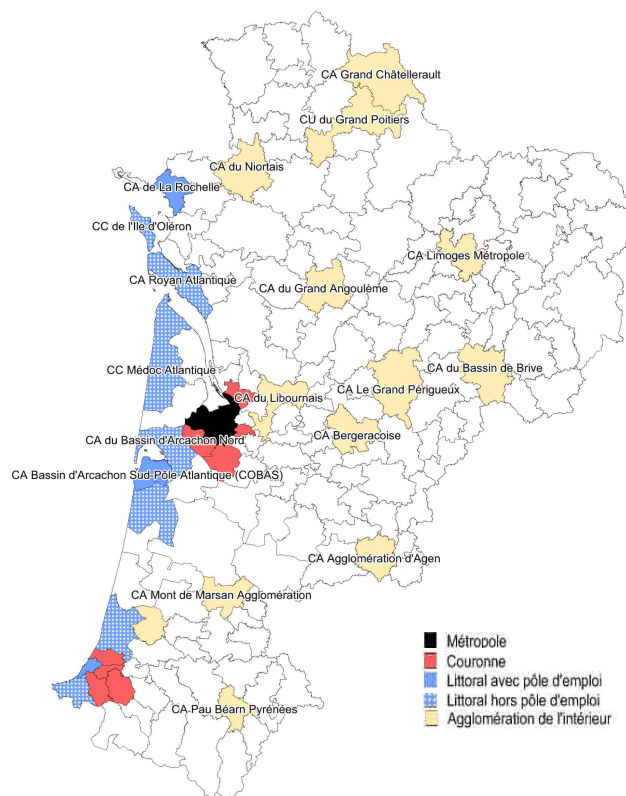 CA Grand Châtellerault
CU du Grand Poitiers
CA du Niortais
CA de La Rochelle
CC de l'Ile d'Oléron
CA Limoges Métropole
CA Royan Atlantique
CA du Grand Angoulême
CC Médoc Atlantique
CA du Bassin de Brive
CA Le Grand Périgueux
CA du Libournais
CA Bergeracoise
CA du Bassin d'Arcachon Nord
CA Bassin d'Arcachon Sud-Pôle Atlantique (COBAS)
CA Agglomération d'Agen
CA Mont de Marsan Agglomération
CA Pau Béarn Pyrénées
Métropole
Couronne
Littoral avec pôle d'emploi
Littoral hors pôle d'emploi
Agglomération de l'intérieur